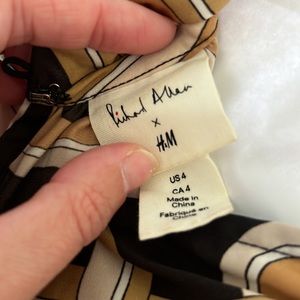 Richard Allan
x
H&M
US 4
CA 4
Made in
China
Fabriqué en
Chine